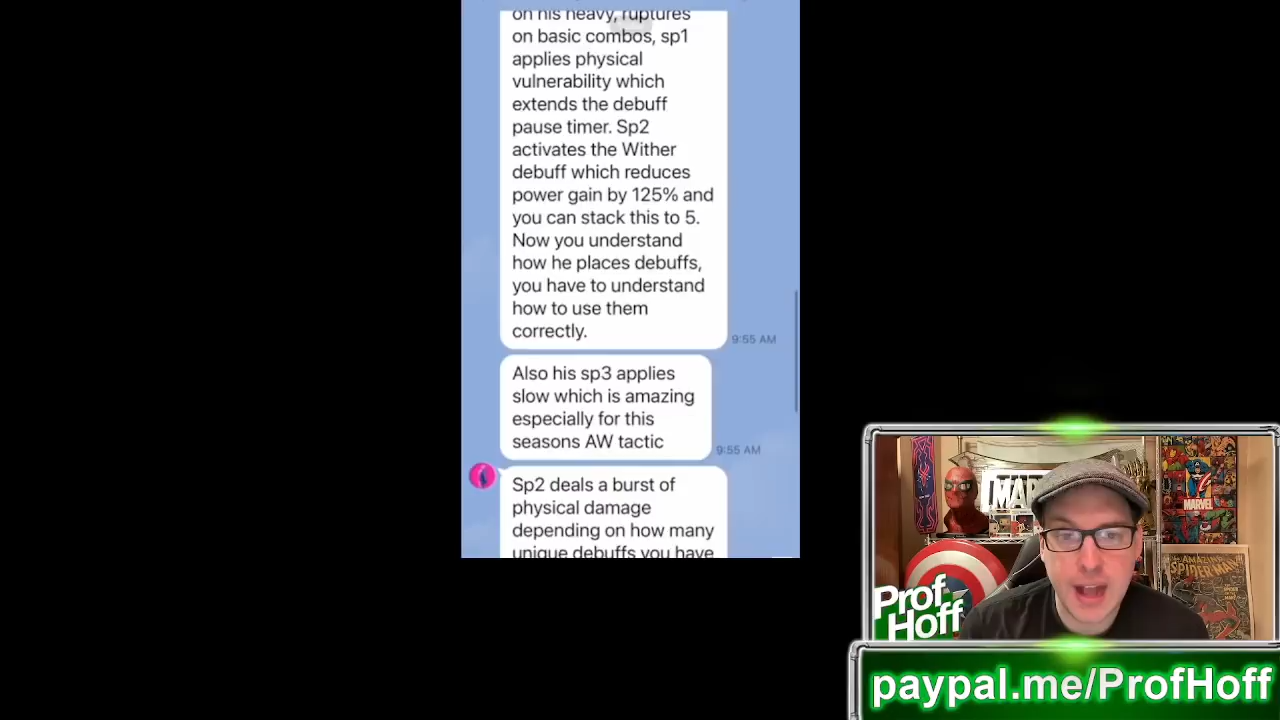 on his heavy, ruptures
on basic combos, sp1
applies physical
vulnerability which
extends the debuff
pause timer. Sp2
activates the Wither
debuff which reduces
power gain by 125% and
you can stack this to 5.
Now you understand
how he places debuffs,
you have to understand
how to use them
correctly.
9:55 AM
Also his sp3 applies
slow which is amazing
especially for this
seasons AW tactic
9:55 AM
Sp2 deals a burst of
physical damage
depending on how many
unique debuffs you have
MAR
MARVEL
AMAZING
SPIDER-MAN
Prof
Hoff
paypal.me/ProfHoff